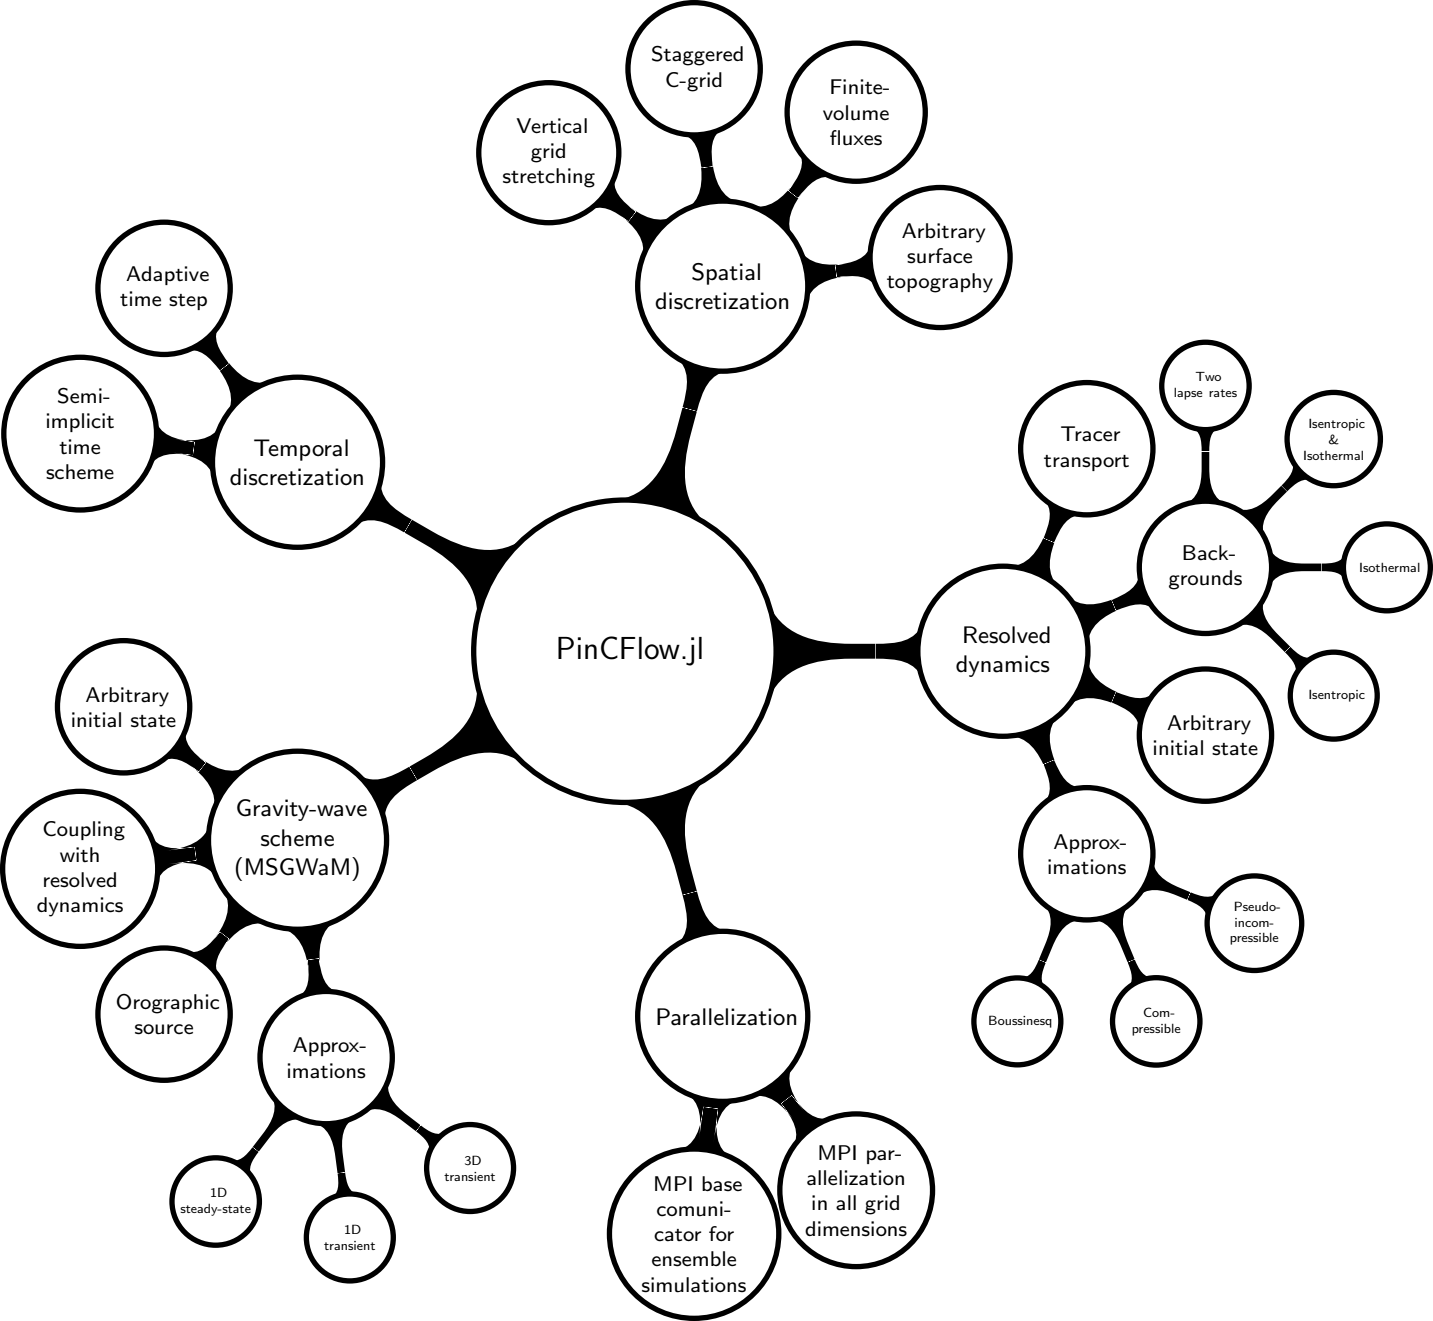 Staggered
C-grid
Finite-
volume
fluxes
Vertical
grid
stretching
Arbitrary
surface
topography
Spatial
discretization
Adaptive
time step
Semi-
implicit
time
scheme
Temporal
discretization
PinCFlow.jl
Two
lapse rates
Isentropic
&
Isothermal
Tracer
transport
Back-
grounds
Isothermal
Resolved
dynamics
Isentropic
Arbitrary
initial state
Approx-
imations
Pseudo-
incom-
pressible
Boussinesq
Com-
pressible
Arbitrary
initial state
Gravity-wave
scheme
(MSGWaM)
Coupling
with
resolved
dynamics
Orographic
source
Approx-
imations
1D
steady-state
1D
transient
3D
transient
Parallelization
MPI base
comuni-
cator for
ensemble
simulations
MPI par-
allelization
in all grid
dimensions